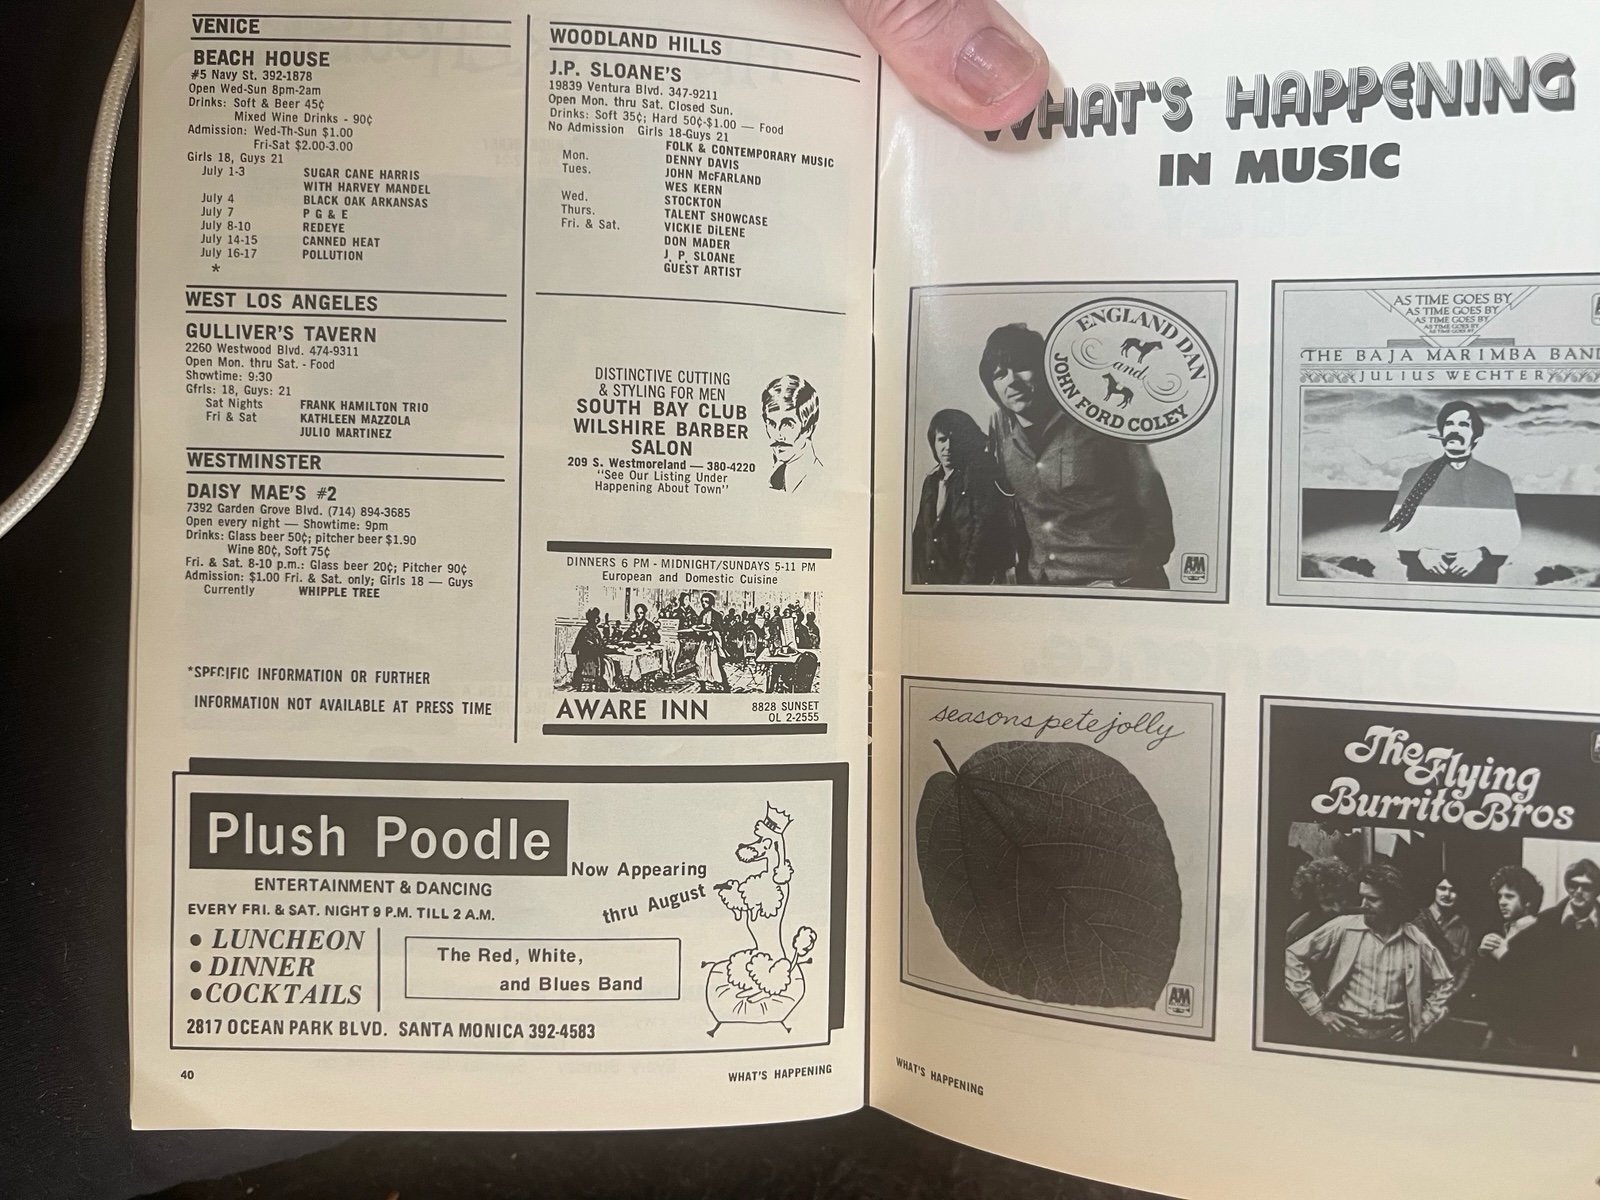 VENICE
BEACH HOUSE
#5 Navy St. 392-1878
Open Wed-Sun 8pm-2am
Drinks: Soft & Beer 45¢
Mixed Wine Drinks - 90¢
Admission: Wed-Th-Sun $1.00
Fri-Sat $2.00-3.00
Girls 18, Guys 21
July 1-3 SUGAR CANE HARRIS
WITH HARVEY MANDEL
July 4 BLACK OAK ARKANSAS
July 7 P G & E
July 8-10 REDEYE
July 14-15 CANNED HEAT
July 16-17 POLLUTION
*
WEST LOS ANGELES
GULLIVER'S TAVERN
2260 Westwood Blvd. 474-9311
Open Mon. thru Sat. - Food
Showtime: 9:30
Gfrls: 18, Guys: 21
Sat Nights FRANK HAMILTON TRIO
Fri & Sat KATHLEEN MAZZOLA
JULIO MARTINEZ
WESTMINSTER
DAISY MAE'S #2
7392 Garden Grove Blvd. (714) 894-3685
Open every night — Showtime: 9pm
Drinks: Glass beer 50¢; pitcher beer $1.90
Wine 80¢, Soft 75¢
Fri. & Sat. 8-10 p.m.: Glass beer 20¢; Pitcher 90¢
Admission: $1.00 Fri. & Sat. only; Girls 18 — Guys
Currently WHIPPLE TREE
*SPECIFIC INFORMATION OR FURTHER
INFORMATION NOT AVAILABLE AT PRESS TIME
WOODLAND HILLS
J.P. SLOANE'S
19839 Ventura Blvd. 347-9211
Open Mon. thru Sat. Closed Sun.
Drinks: Soft 35¢; Hard 50¢-$1.00 — Food
No Admission Girls 18-Guys 21
FOLK & CONTEMPORARY MUSIC
Mon. DENNY DAVIS
Tues. JOHN McFARLAND
WES KERN
Wed. STOCKTON
Thurs. TALENT SHOWCASE
Fri. & Sat. VICKIE DiLENE
DON MADER
J. P. SLOANE
GUEST ARTIST
DISTINCTIVE CUTTING
& STYLING FOR MEN
SOUTH BAY CLUB
WILSHIRE BARBER
SALON
209 S. Westmoreland — 380-4220
"See Our Listing Under
Happening About Town"
DINNERS 6 PM - MIDNIGHT/SUNDAYS 5-11 PM
European and Domestic Cuisine
AWARE INN
8828 SUNSET
OL 2-2555
Plush Poodle
ENTERTAINMENT & DANCING
EVERY FRI. & SAT. NIGHT 9 P.M. TILL 2 A.M.
Now Appearing
thru August
• LUNCHEON
• DINNER
• COCKTAILS
The Red, White,
and Blues Band
2817 OCEAN PARK BLVD. SANTA MONICA 392-4583
40
WHAT'S HAPPENING
WHAT'S HAPPENING
IN MUSIC
ENGLAND DAN
and
JOHN FORD COLEY
AM
AS TIME GOES BY
AS TIME GOES BY
AS TIME GOES BY
AS TIME GOES BY
THE BAJA MARIMBA BAND
JULIUS WECHTER
seasons pete jolly
AM
The Flying
Burrito Bros
WHAT'S HAPPENING